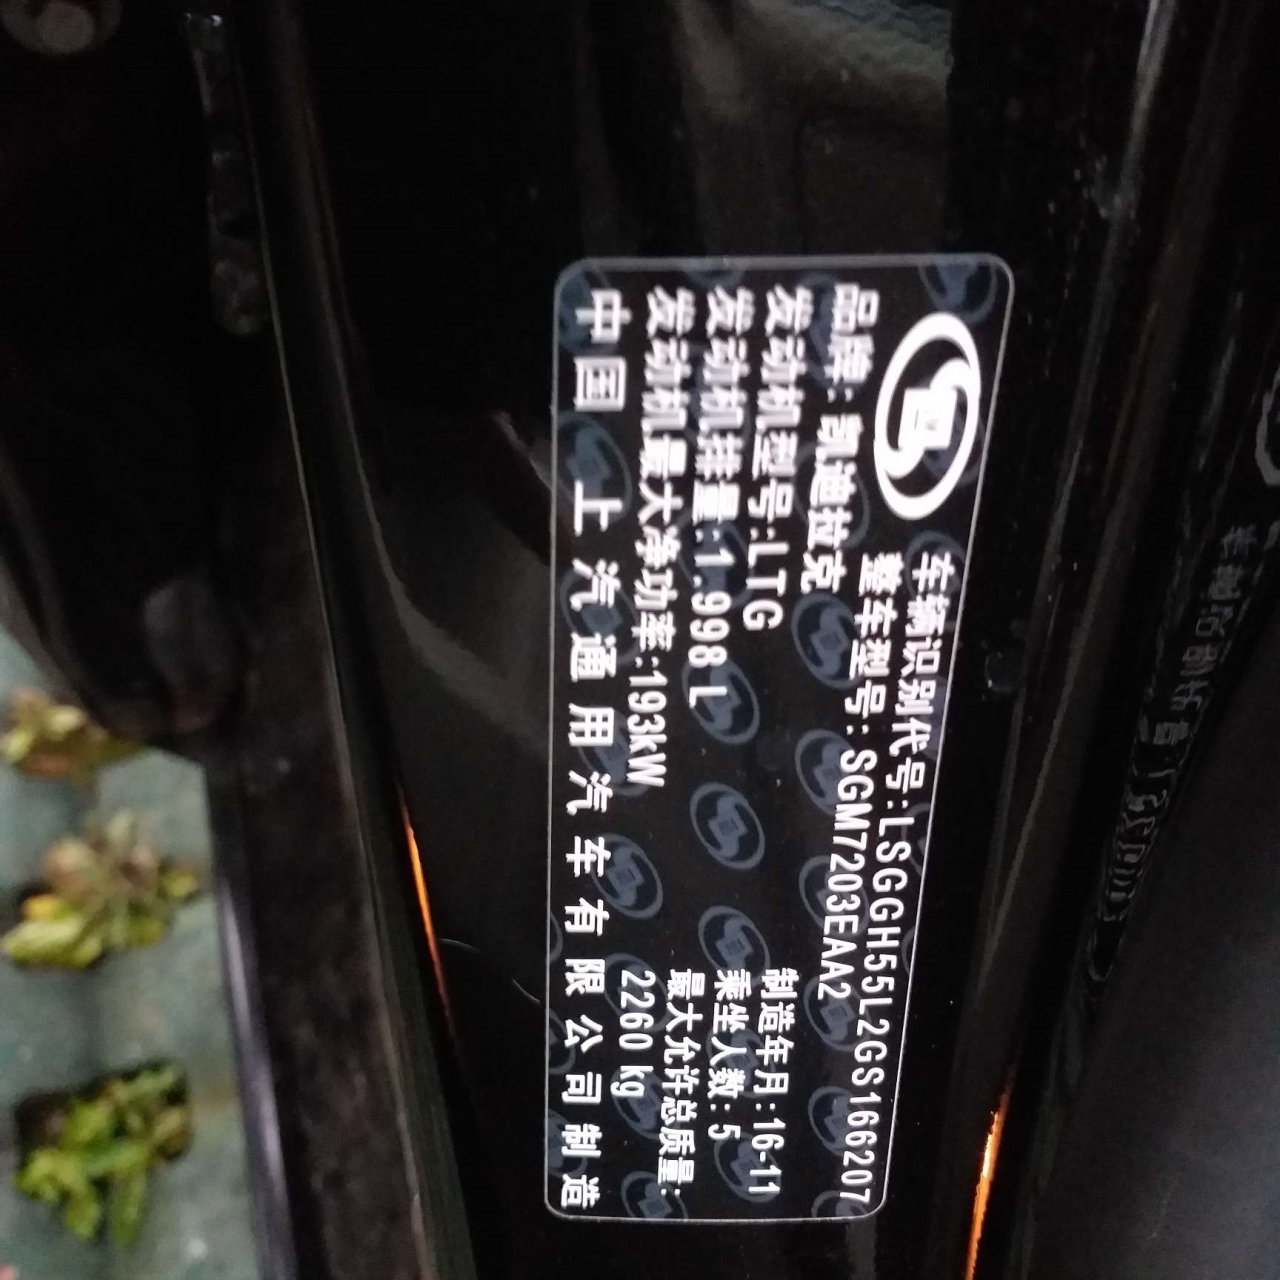 车辆识别代号:LSGGH55L2GS166207
整车型号:SGM7203EAA2
品牌:凯迪拉克
发动机型号:LTG
制造年月:16-11
发动机排量:1.998 L
乘坐人数:5
发动机最大净功率:193kW
最大允许总质量:
2260 kg
中国 上汽通用汽车有限公司制造